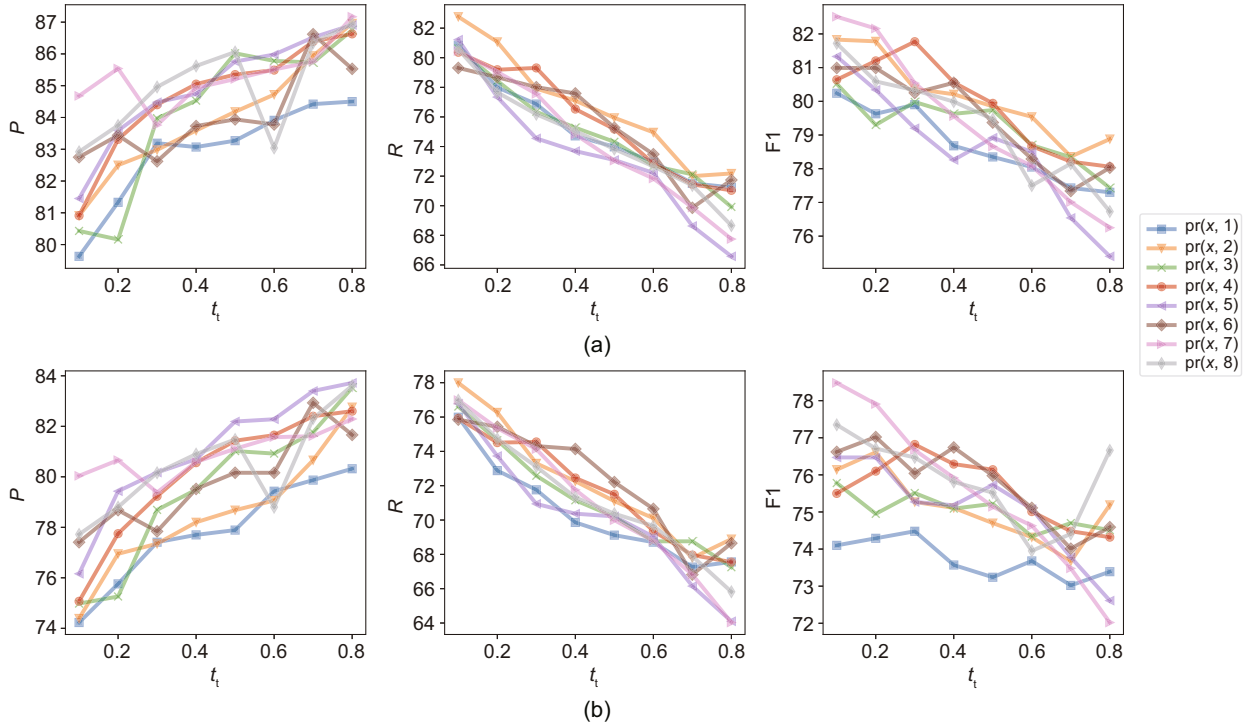 87
86
85
84
83
82
81
80
P
0.2 0.4 0.6 0.8
t_t
82
80
78
76
74
72
70
68
66
R
0.2 0.4 0.6 0.8
t_t
82
81
80
79
78
77
76
F1
0.2 0.4 0.6 0.8
t_t
(a)
pr(x, 1)
pr(x, 2)
pr(x, 3)
pr(x, 4)
pr(x, 5)
pr(x, 6)
pr(x, 7)
pr(x, 8)
84
82
80
78
76
74
P
0.2 0.4 0.6 0.8
t_t
78
76
74
72
70
68
66
64
R
0.2 0.4 0.6 0.8
t_t
78
77
76
75
74
73
72
F1
0.2 0.4 0.6 0.8
t_t
(b)